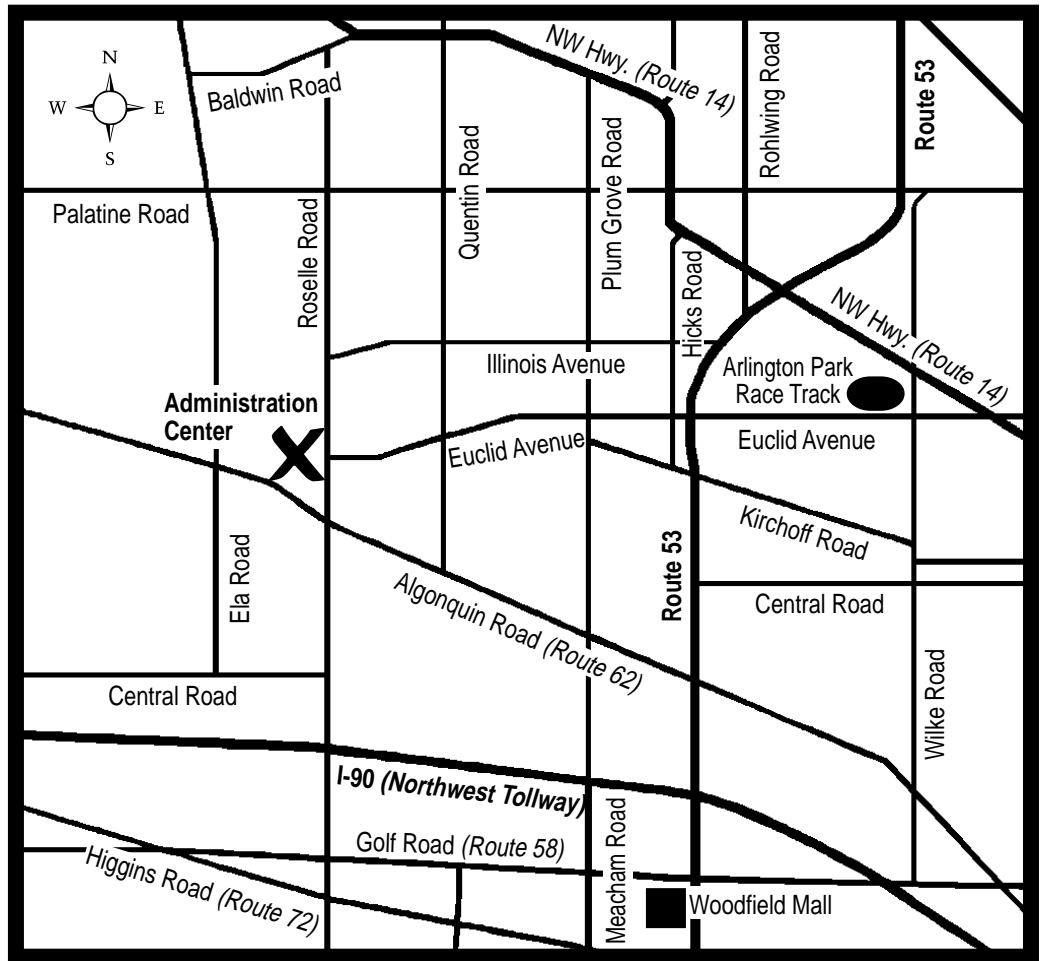 NW Hwy. (Route 14)
Rohlwing Road
Route 53
N
W E
S
Baldwin Road
Palatine Road
Roselle Road
Quentin Road
Plum Grove Road
Hicks Road
NW Hwy. (Route 14)
Illinois Avenue
Arlington Park
Race Track
Administration
Center
Euclid Avenue
Euclid Avenue
Kirchoff Road
Ela Road
Route 53
Algonquin Road (Route 62)
Central Road
Central Road
Wilke Road
I-90 (Northwest Tollway)
Golf Road (Route 58)
Higgins Road (Route 72)
Meacham Road
Woodfield Mall